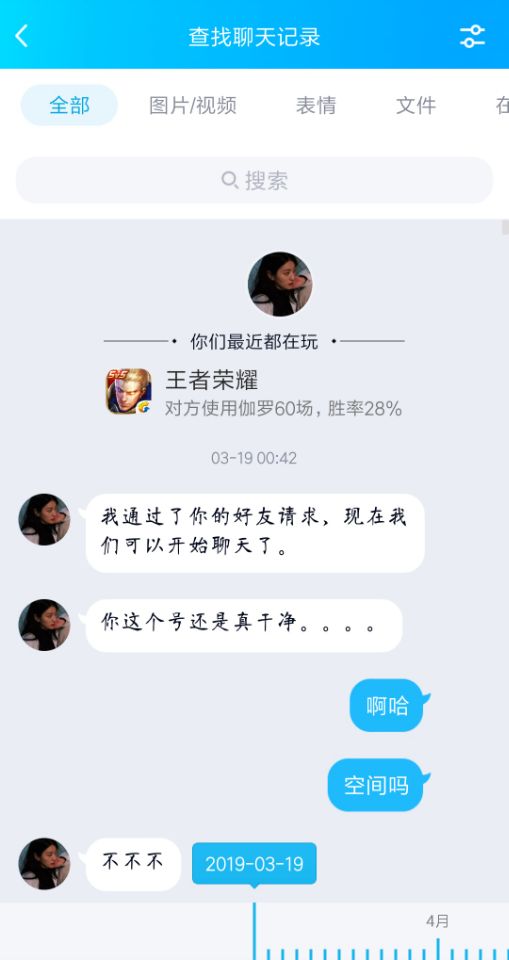 查找聊天记录
全部 图片/视频 表情 文件
搜索
你们最近都在玩
王者荣耀
对方使用伽罗60场，胜率28%
03-19 00:42
我通过了你的好友请求，现在我
们可以开始聊天了。
你这个号还是真干净。。。。
啊哈
空间吗
不不不
2019-03-19
4月